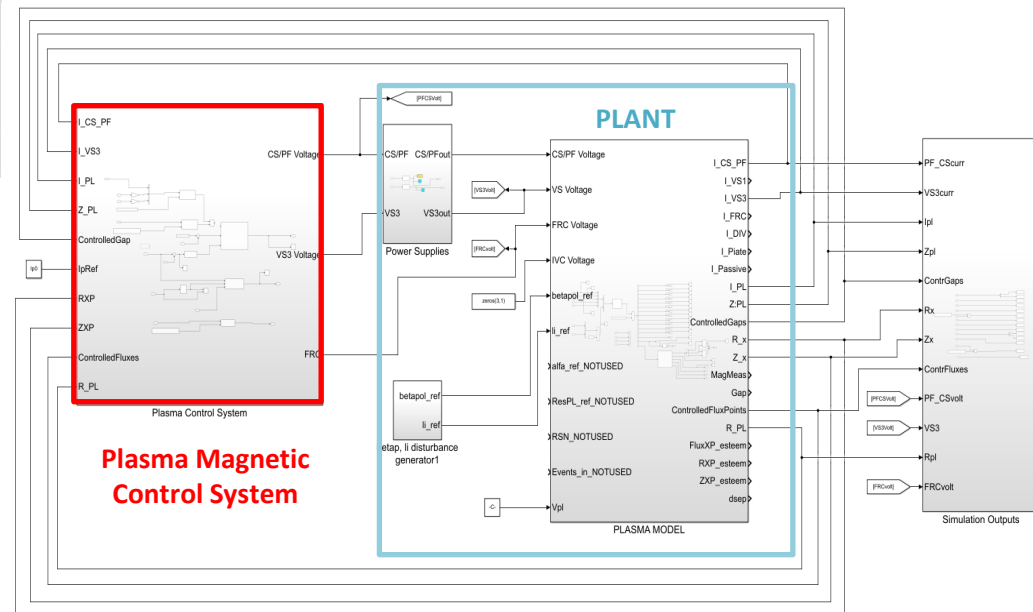 [PFCSVolt]
PLANT
I_CS_PF
I_VS3
I_PL
Z_PL
ControlledGap
IpRef
RXP
ZXP
ControlledFluxes
R_PL
CS/PF Voltage
VS3 Voltage
FRC
Plasma Control System
Ip0
Plasma Magnetic
Control System
CS/PF
CS/PFout
VS3
VS3out
Power Supplies
[VS3Volt]
[FRCvolt]
zeros(3,1)
betapol_ref
li_ref
etap, li disturbance
generator1
-C-
CS/PF Voltage
VS Voltage
FRC Voltage
IVC Voltage
betapol_ref
li_ref
alfa_ref_NOTUSED
ResPL_ref_NOTUSED
RSN_NOTUSED
Events_in_NOTUSED
Vpl
I_CS_PF
I_VS1
I_VS3
I_FRC
I_DIV
I_Plate
I_Passive
I_PL
Z:PL
ControlledGaps
R_x
Z_x
MagMeas
Gap
ControlledFluxPoints
R_PL
FluxXP_esteem
RXP_esteem
ZXP_esteem
dsep
PLASMA MODEL
PF_CScurr
VS3curr
Ipl
Zpl
ContrGaps
Rx
Zx
ContrFluxes
[PFCSVolt]
PF_CSvolt
[VS3Volt]
VS3
Rpl
[FRCvolt]
FRCvolt
Simulation Outputs